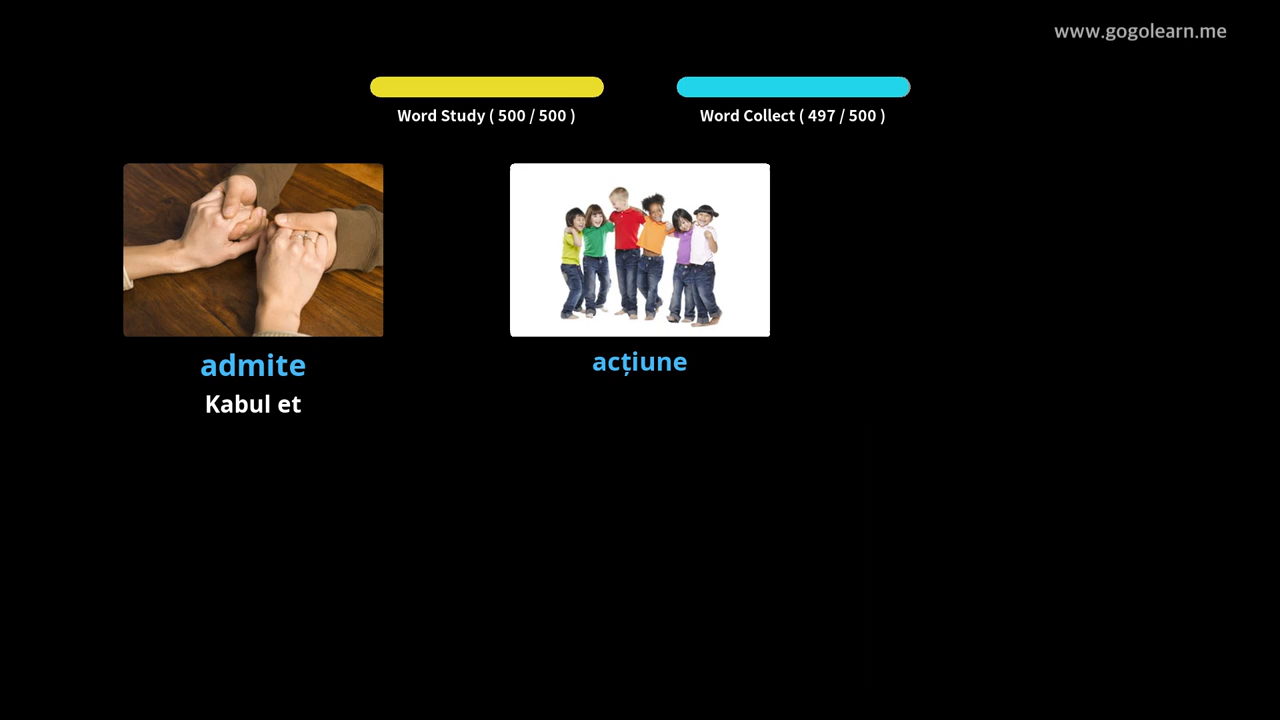 www.gogolearn.me
Word Study ( 500 / 500 )
Word Collect ( 497 / 500 )
admite
Kabul et
acțiune